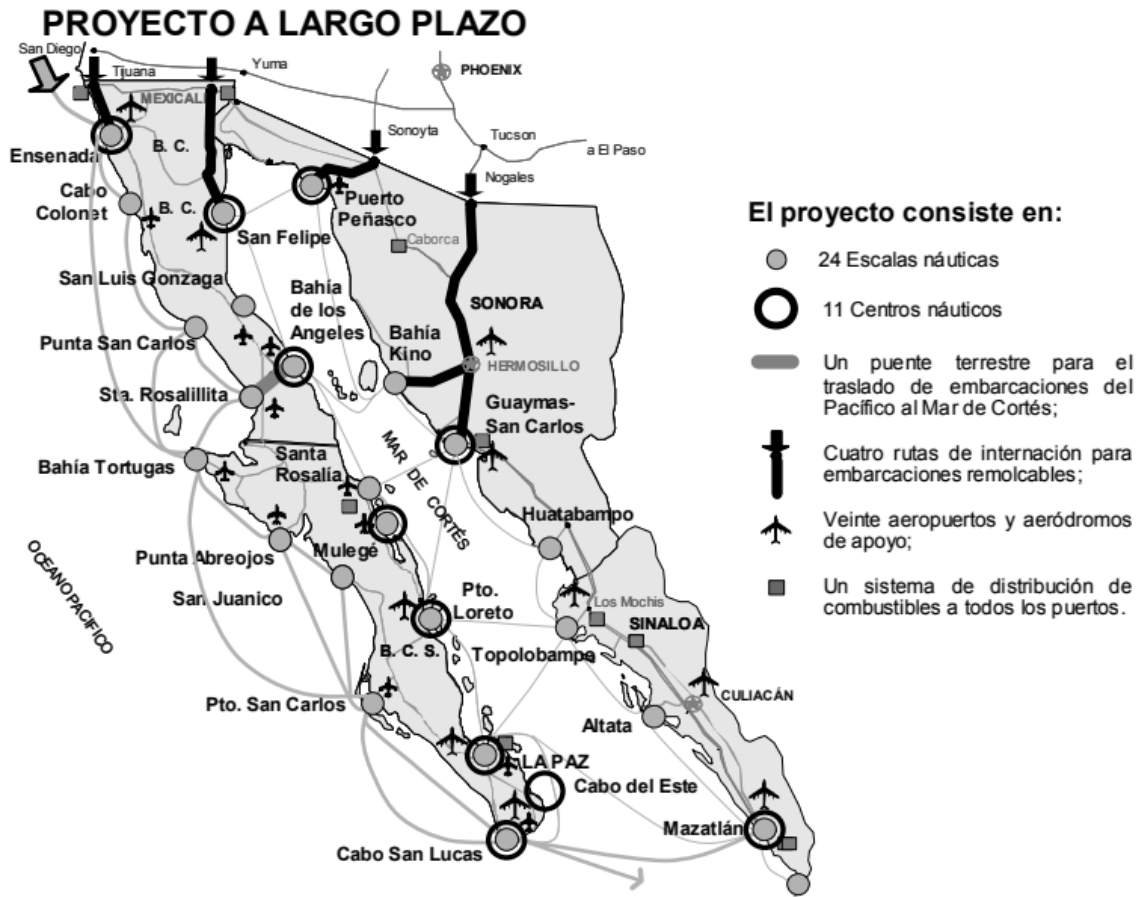 PROYECTO A LARGO PLAZO
San Diego
Tijuana
Yuma
PHOENIX
MEXICALI
Sonoyta
Tucson
a El Paso
Ensenada
B. C.
Nogales
Cabo
Colonet
B. C.
Puerto
Peñasco
San Felipe
Caborca
San Luis Gonzaga
Bahía
de los
Angeles
SONORA
Bahía
Kino
Punta San Carlos
HERMOSILLO
Sta. Rosalillita
Guaymas-
San Carlos
MAR DE CORTÉS
Bahía Tortugas
Santa
Rosalía
Huatabampo
Punta Abreojos
Mulegé
OCEANO PACIFICO
San Juanico
Pto.
Loreto
Los Mochis
SINALOA
B. C. S.
Topolobampo
CULIACÁN
Pto. San Carlos
Altata
LA PAZ
Cabo del Este
Mazatlán
Cabo San Lucas
El proyecto consiste en:
24 Escalas náuticas
11 Centros náuticos
Un puente terrestre para el
traslado de embarcaciones del
Pacífico al Mar de Cortés;
Cuatro rutas de internación para
embarcaciones remolcables;
Veinte aeropuertos y aeródromos
de apoyo;
Un sistema de distribución de
combustibles a todos los puertos.